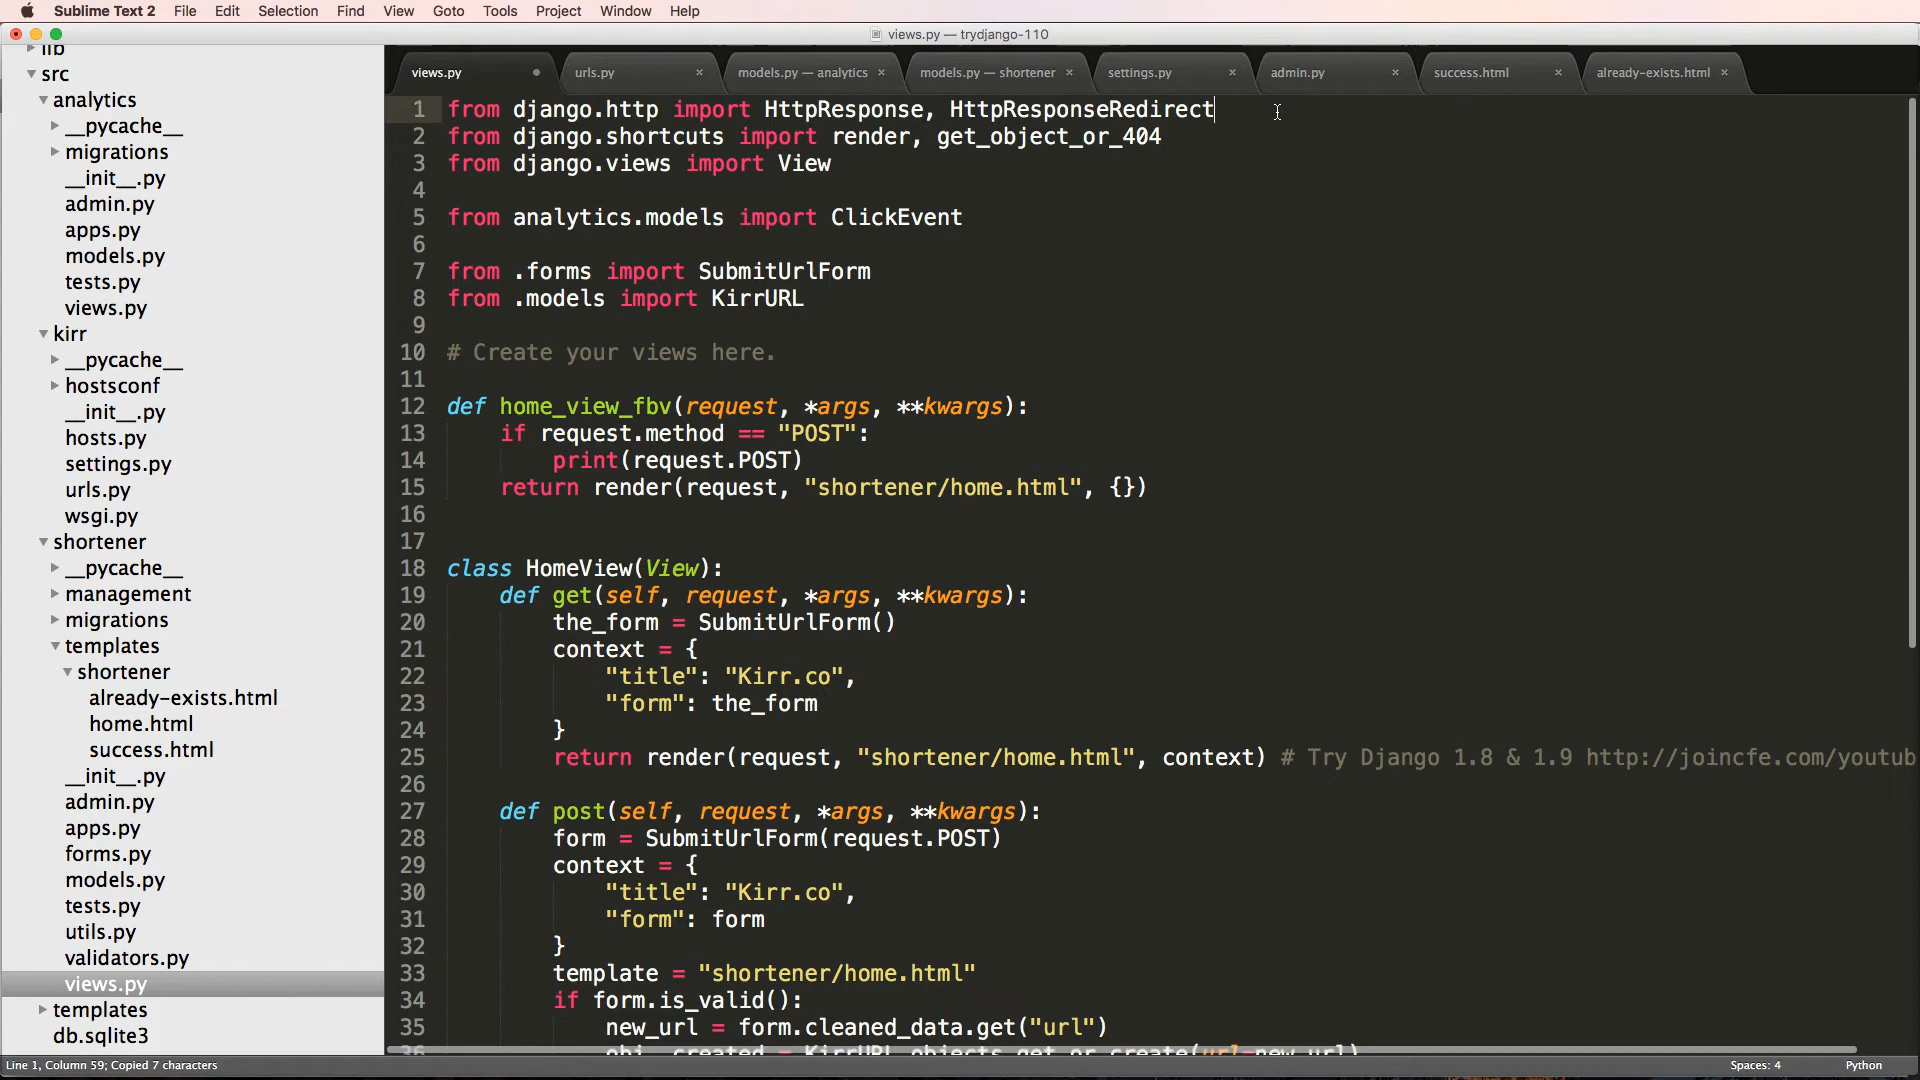 Sublime Text 2 File Edit Selection Find View Goto Tools Project Window Help
views.py — trydjango-110
lib
src
analytics
__pycache__
migrations
__init__.py
admin.py
apps.py
models.py
tests.py
views.py
kirr
__pycache__
hostsconf
__init__.py
hosts.py
settings.py
urls.py
wsgi.py
shortener
__pycache__
management
migrations
templates
shortener
already-exists.html
home.html
success.html
__init__.py
admin.py
apps.py
forms.py
models.py
tests.py
utils.py
validators.py
views.py
templates
db.sqlite3
views.py urls.py models.py — analytics models.py — shortener settings.py admin.py success.html already-exists.html
1 from django.http import HttpResponse, HttpResponseRedirect
2 from django.shortcuts import render, get_object_or_404
3 from django.views import View
4
5 from analytics.models import ClickEvent
6
7 from .forms import SubmitUrlForm
8 from .models import KirrURL
9
10 # Create your views here.
11
12 def home_view_fbv(request, *args, **kwargs):
13     if request.method == "POST":
14         print(request.POST)
15     return render(request, "shortener/home.html", {})
16
17
18 class HomeView(View):
19     def get(self, request, *args, **kwargs):
20         the_form = SubmitUrlForm()
21         context = {
22             "title": "Kirr.co",
23             "form": the_form
24         }
25         return render(request, "shortener/home.html", context) # Try Django 1.8 & 1.9 http://joincfe.com/youtub
26
27     def post(self, request, *args, **kwargs):
28         form = SubmitUrlForm(request.POST)
29         context = {
30             "title": "Kirr.co",
31             "form": form
32         }
33         template = "shortener/home.html"
34         if form.is_valid():
35             new_url = form.cleaned_data.get("url")
36             obj, created = KirrURL.objects.get_or_create(url=new_url)
Line 1, Column 59; Copied 7 characters
Spaces: 4 Python